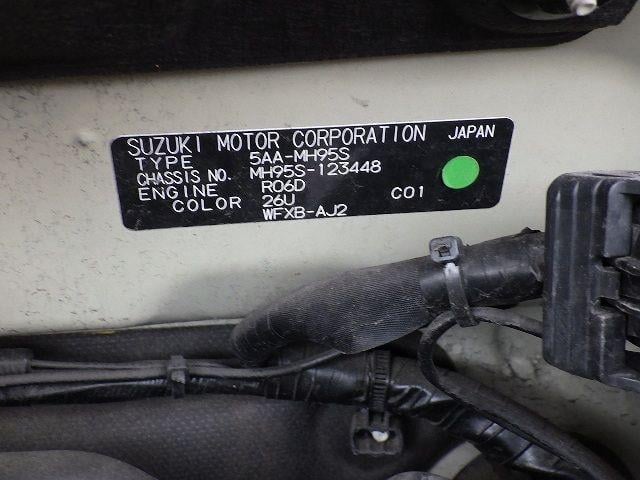 SUZUKI MOTOR CORPORATION JAPAN
TYPE 5AA-MH95S
CHASSIS NO. MH95S-123448
ENGINE R06D
COLOR 26U C01
WFXB-AJ2